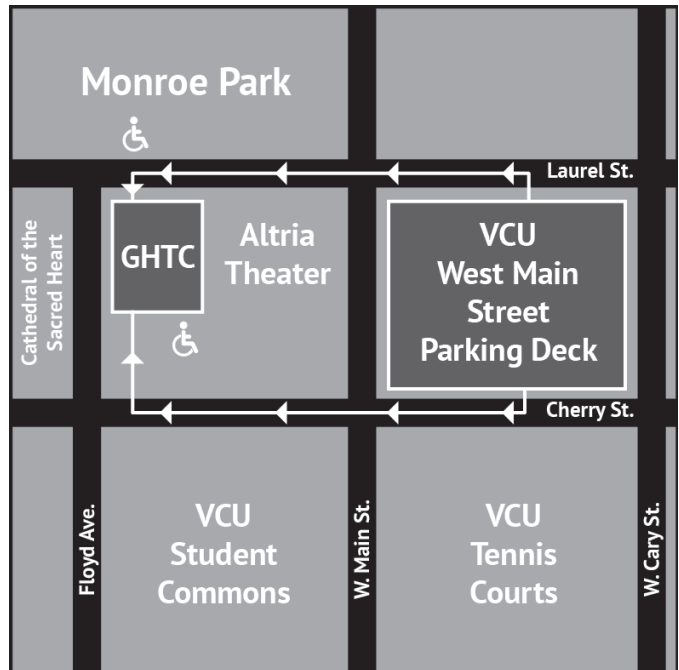 Monroe Park
Laurel St.
Cathedral of the
Sacred Heart
GHTC
Altria
Theater
VCU
West Main
Street
Parking Deck
Cherry St.
Floyd Ave.
VCU
Student
Commons
W. Main St.
VCU
Tennis
Courts
W. Cary St.